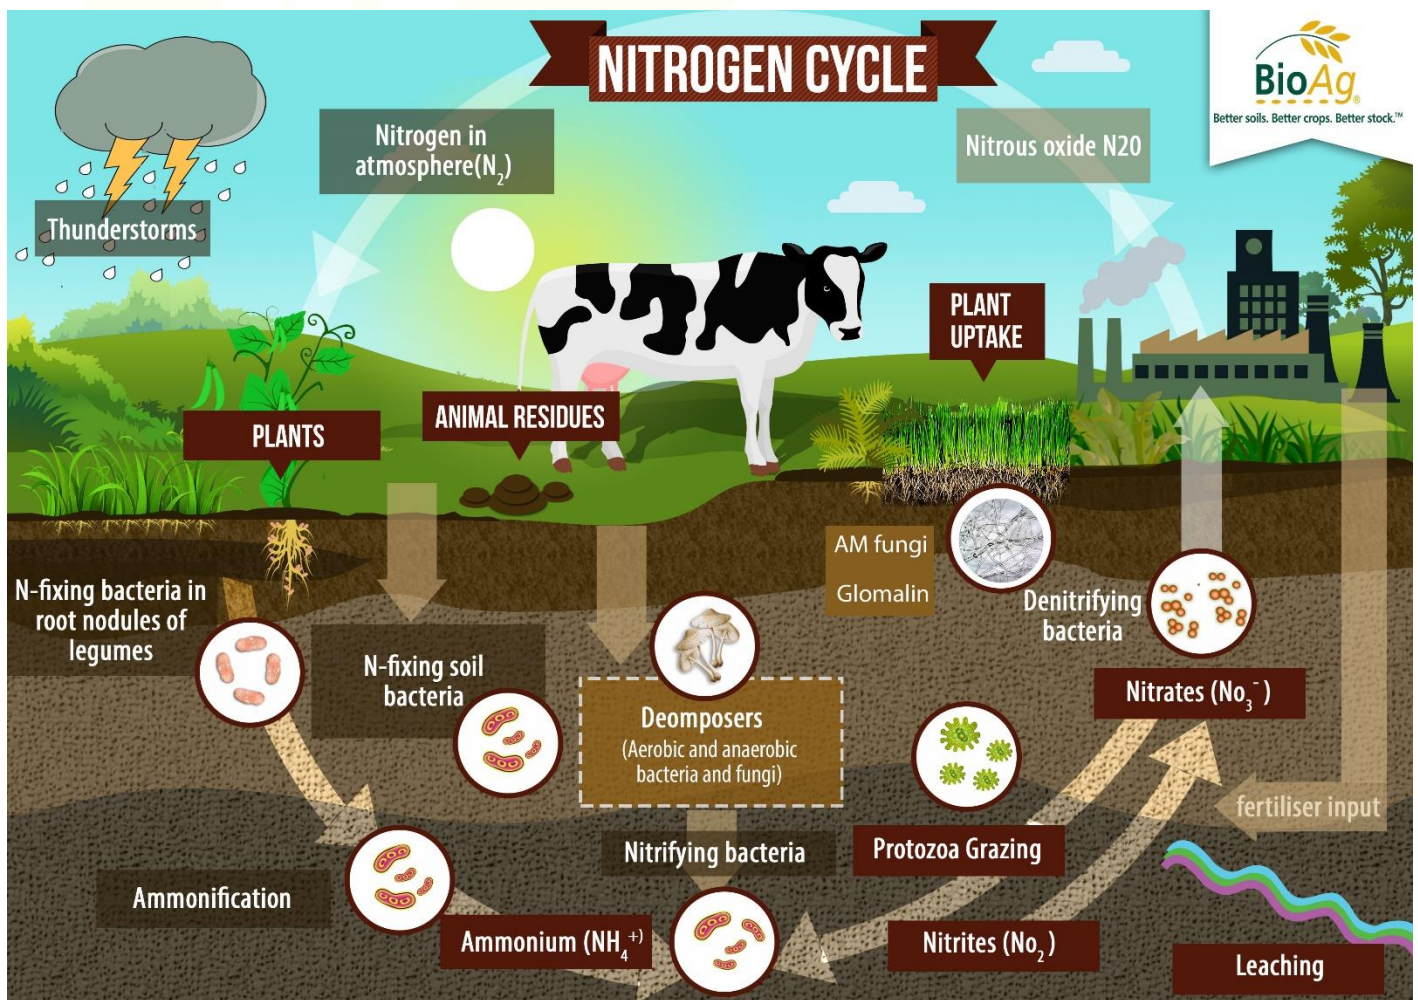 NITROGEN CYCLE
BioAg®
Better soils. Better crops. Better stock.™
Nitrogen in
atmosphere(N₂)
Nitrous oxide N20
Thunderstorms
PLANT
UPTAKE
ANIMAL RESIDUES
PLANTS
AM fungi
Glomalin
N-fixing bacteria in
root nodules of
legumes
Denitrifying
bacteria
N-fixing soil
bacteria
Nitrates (No₃⁻)
Deomposers
(Aerobic and anaerobic
bacteria and fungi)
fertiliser input
Nitrifying bacteria
Protozoa Grazing
Ammonification
Ammonium (NH₄⁺⁾
Nitrites (No₂)
Leaching